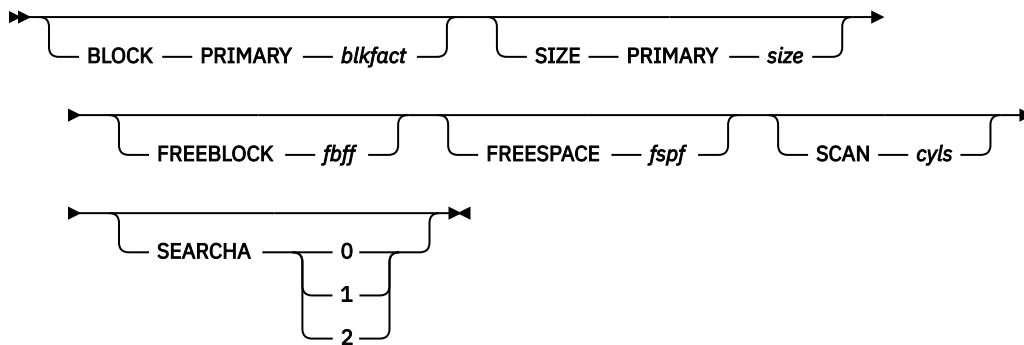 BLOCK PRIMARY blkfact SIZE PRIMARY size
FREEBLOCK fbff FREESPACE fspf SCAN cyls
SEARCHA 0
1
2